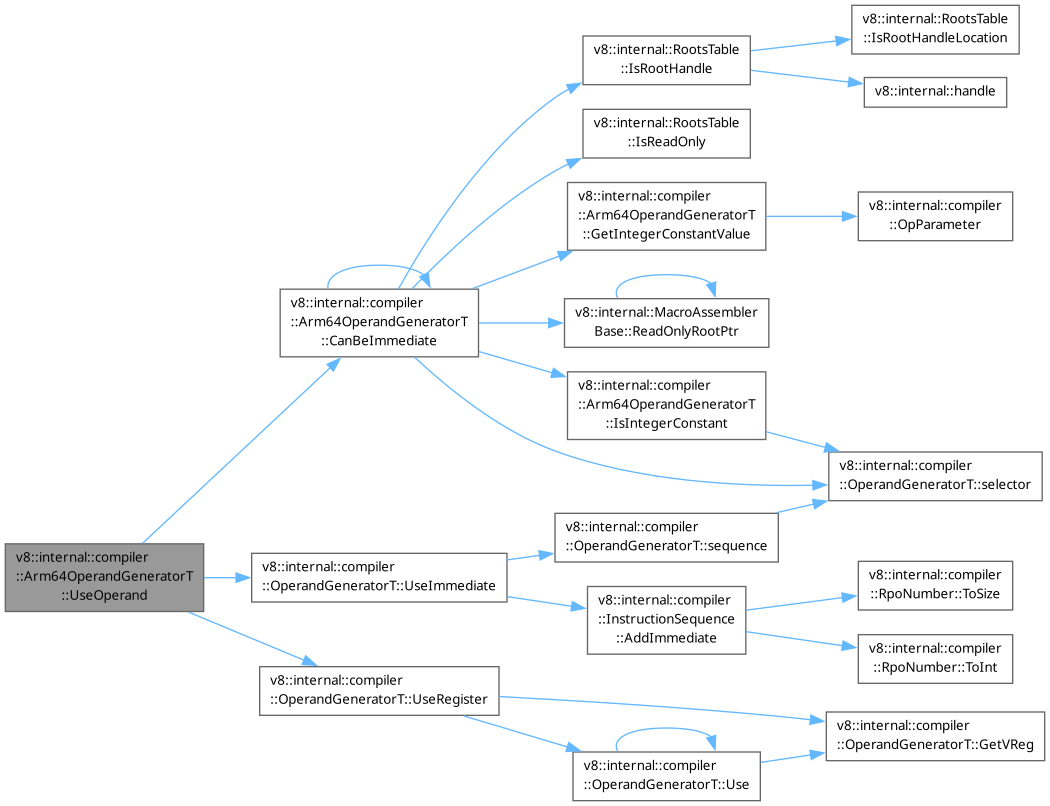 v8::internal::RootsTable
::IsRootHandleLocation
v8::internal::RootsTable
::IsRootHandle
v8::internal::handle
v8::internal::RootsTable
::IsReadOnly
v8::internal::compiler
::Arm64OperandGeneratorT
::GetIntegerConstantValue
v8::internal::compiler
::OpParameter
v8::internal::compiler
::Arm64OperandGeneratorT
::CanBeImmediate
v8::internal::MacroAssembler
Base::ReadOnlyRootPtr
v8::internal::compiler
::Arm64OperandGeneratorT
::IsIntegerConstant
v8::internal::compiler
::OperandGeneratorT::selector
v8::internal::compiler
::OperandGeneratorT::sequence
v8::internal::compiler
::Arm64OperandGeneratorT
::UseOperand
v8::internal::compiler
::OperandGeneratorT::UseImmediate
v8::internal::compiler
::InstructionSequence
::AddImmediate
v8::internal::compiler
::RpoNumber::ToSize
v8::internal::compiler
::RpoNumber::ToInt
v8::internal::compiler
::OperandGeneratorT::UseRegister
v8::internal::compiler
::OperandGeneratorT::GetVReg
v8::internal::compiler
::OperandGeneratorT::Use